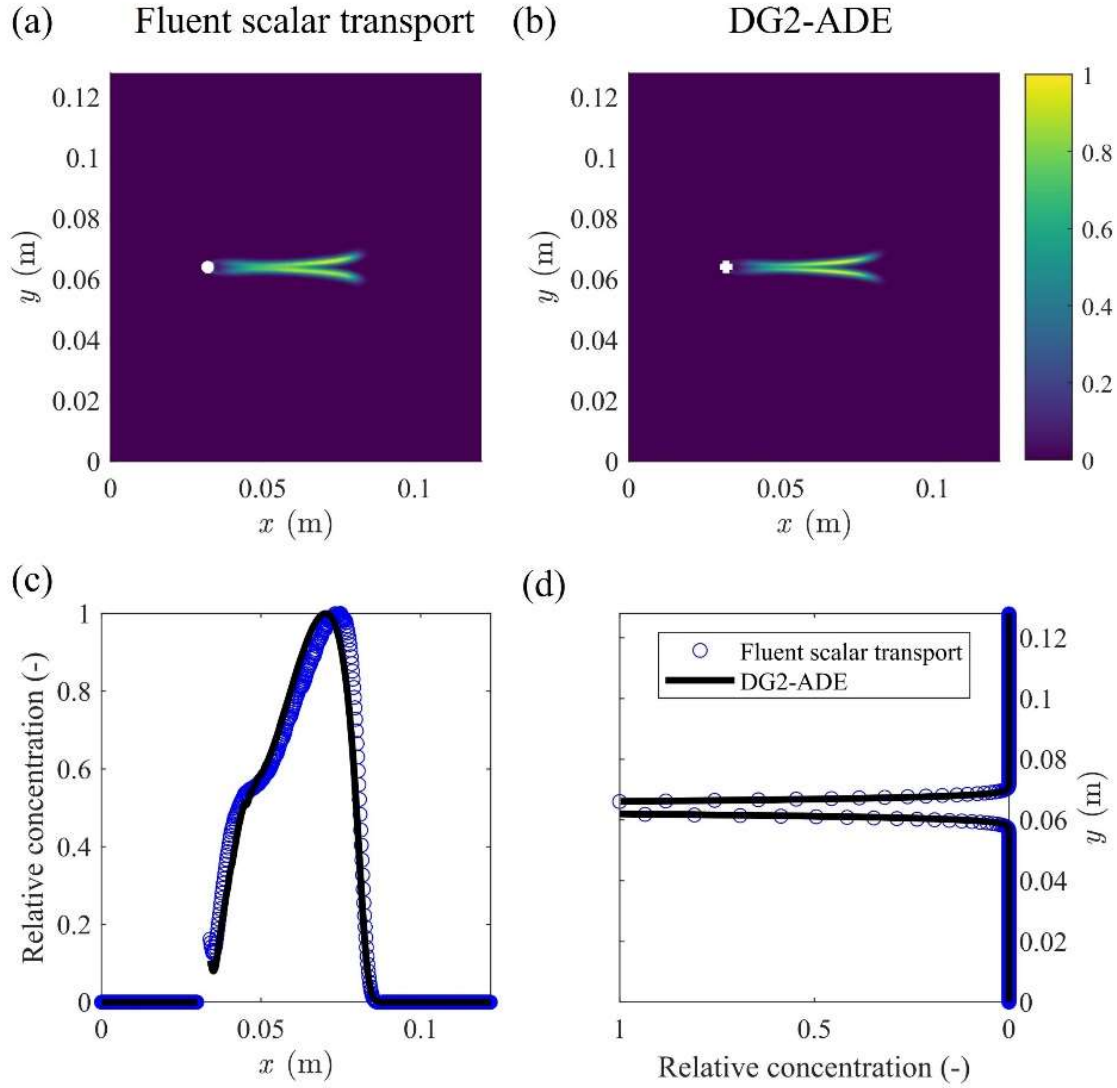 (a) Fluent scalar transport
(b) DG2-ADE
0.12
0.1
0.08
0.06
0.04
0.02
0
y (m)
0 0.05 0.1
x (m)
0.12
0.1
0.08
0.06
0.04
0.02
0
y (m)
0 0.05 0.1
x (m)
1
0.8
0.6
0.4
0.2
0
(c)
1
0.8
0.6
0.4
0.2
0
Relative concentration (-)
0 0.05 0.1
x (m)
(d)
Fluent scalar transport
DG2-ADE
0.12
0.1
0.08
0.06
0.04
0.02
0
y (m)
1 0.5 0
Relative concentration (-)